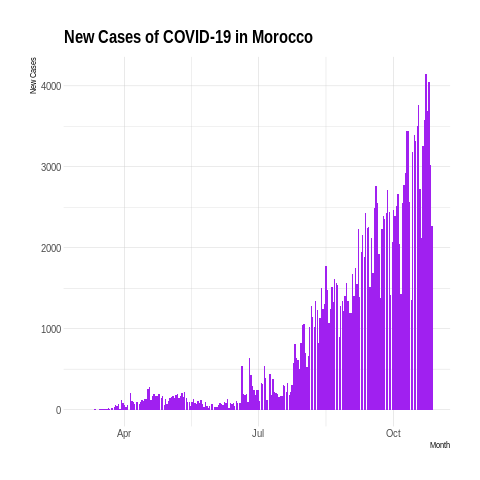 New Cases of COVID-19 in Morocco
New Cases
4000
3000
2000
1000
0
Apr
Jul
Oct
Month